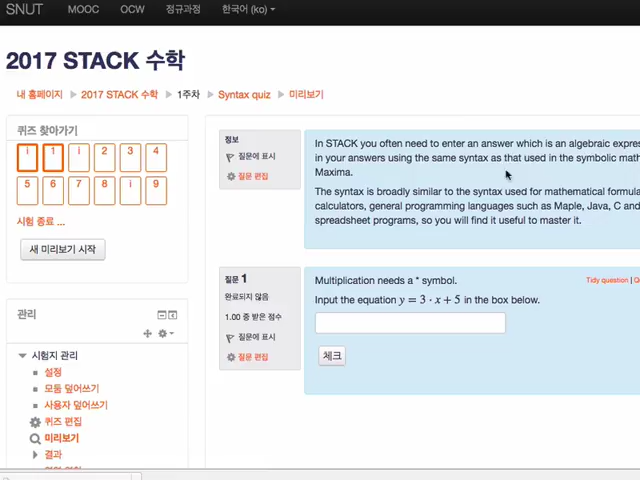 SNUT MOOC OCW 정규과정 한국어 (ko)
2017 STACK 수학
내 홈페이지 2017 STACK 수학 1주차 Syntax quiz 미리보기
퀴즈 찾아가기
i 1 i 2 3 4
5 6 7 8 i 9
시험 종료 ...
새 미리보기 시작
관리
시험지 관리
설정
모둠 덮어쓰기
사용자 덮어쓰기
퀴즈 편집
미리보기
결과
정보
질문에 표시
질문 편집
In STACK you often need to enter an answer which is an algebraic
in your answers using the same syntax as that used in the symbolic
Maxima.
The syntax is broadly similar to the syntax used for mathematical
calculators, general programming languages such as Maple, Java, C and
spreadsheet programs, so you will find it useful to master it.
질문 1
완료되지 않음
1.00 중 받은 점수
질문에 표시
질문 편집
Multiplication needs a * symbol.
Tidy question |
Input the equation y = 3 · x + 5 in the box below.
체크